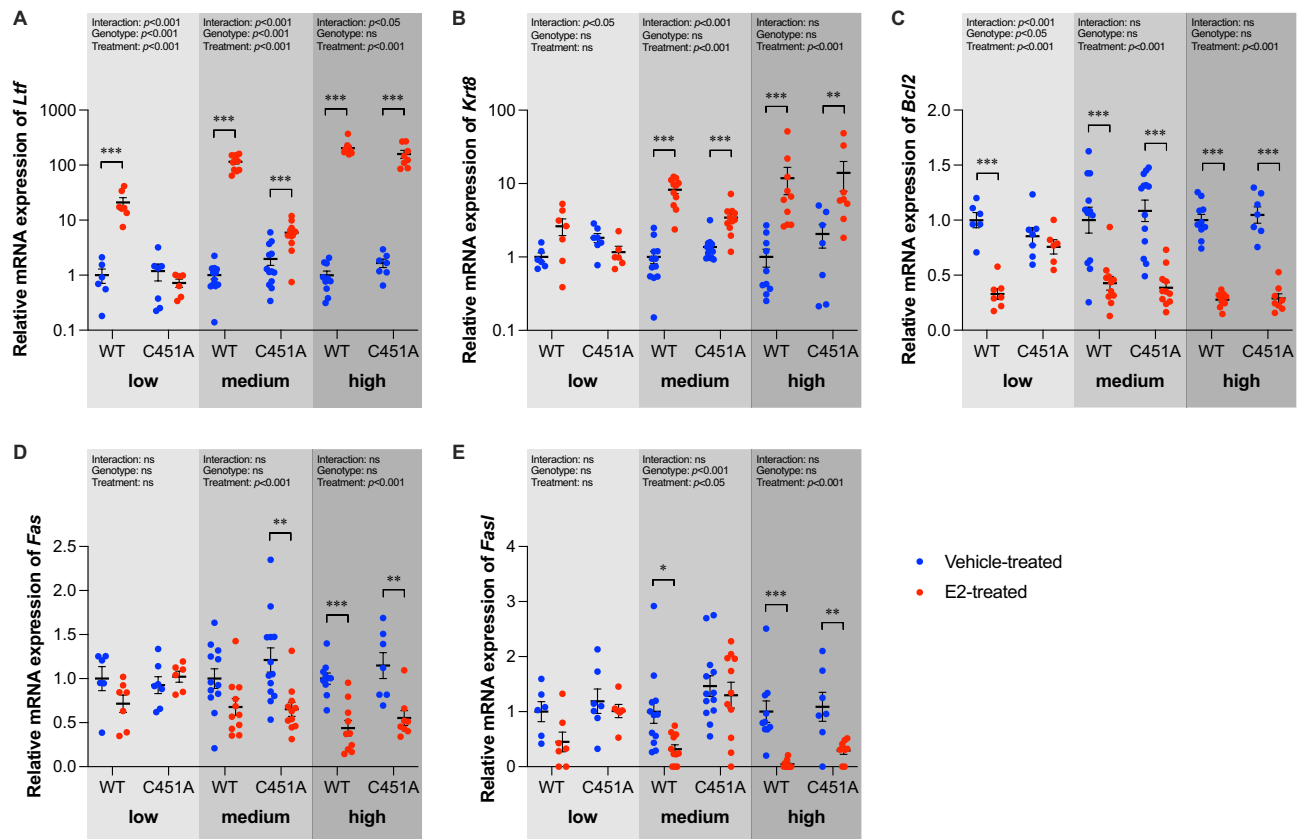 A
Interaction: p<0.001
Genotype: p<0.001
Treatment: p<0.001
Interaction: p<0.001
Genotype: p<0.001
Treatment: p<0.001
Interaction: p<0.05
Genotype: ns
Treatment: p<0.001
Relative mRNA expression of Ltf
1000
100
10
1
0.1
***
***
***
***
***
WT C451A WT C451A WT C451A
low medium high
B
Interaction: p<0.05
Genotype: ns
Treatment: ns
Interaction: p<0.001
Genotype: ns
Treatment: p<0.001
Interaction: ns
Genotype: ns
Treatment: p<0.001
Relative mRNA expression of Krt8
100
10
1
0.1
***
***
***
**
WT C451A WT C451A WT C451A
low medium high
C
Interaction: p<0.001
Genotype: p<0.05
Treatment: p<0.001
Interaction: ns
Genotype: ns
Treatment: p<0.001
Interaction: ns
Genotype: ns
Treatment: p<0.001
Relative mRNA expression of Bcl2
2.0
1.5
1.0
0.5
0.0
***
***
***
***
***
WT C451A WT C451A WT C451A
low medium high
D
Interaction: ns
Genotype: ns
Treatment: ns
Interaction: ns
Genotype: ns
Treatment: p<0.001
Interaction: ns
Genotype: ns
Treatment: p<0.001
Relative mRNA expression of Fas
2.5
2.0
1.5
1.0
0.5
0.0
**
***
**
WT C451A WT C451A WT C451A
low medium high
E
Interaction: ns
Genotype: ns
Treatment: ns
Interaction: ns
Genotype: p<0.001
Treatment: p<0.05
Interaction: ns
Genotype: ns
Treatment: p<0.001
Relative mRNA expression of Fasl
4
3
2
1
0
*
***
**
WT C451A WT C451A WT C451A
low medium high
Vehicle-treated
E2-treated